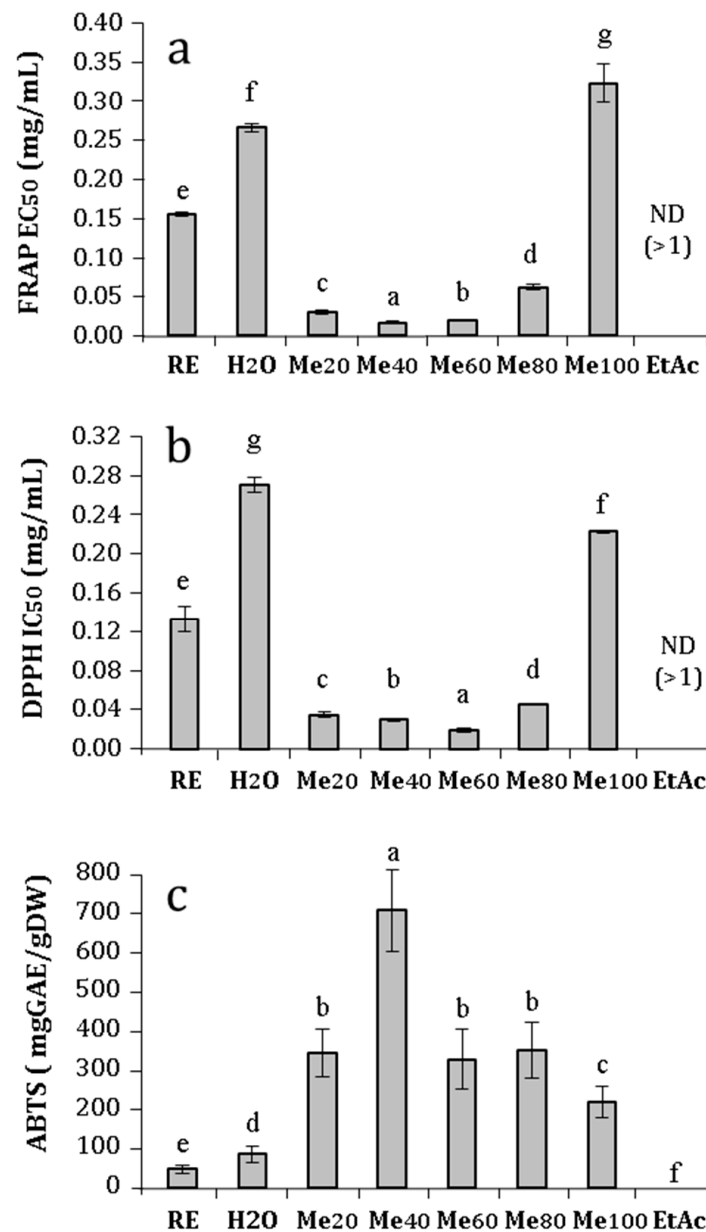 a
FRAP EC50 (mg/mL)
0.40
0.35
0.30
0.25
0.20
0.15
0.10
0.05
0.00
e
f
c
a
b
d
g
ND
(>1)
RE H2O Me20 Me40 Me60 Me80 Me100 EtAc
b
DPPH IC50 (mg/mL)
0.32
0.28
0.24
0.20
0.16
0.12
0.08
0.04
0.00
e
g
c
b
a
d
f
ND
(>1)
RE H2O Me20 Me40 Me60 Me80 Me100 EtAc
c
ABTS ( mgGAE/gDW)
800
700
600
500
400
300
200
100
0
e
d
b
a
b
b
c
f
RE H2O Me20 Me40 Me60 Me80 Me100 EtAc